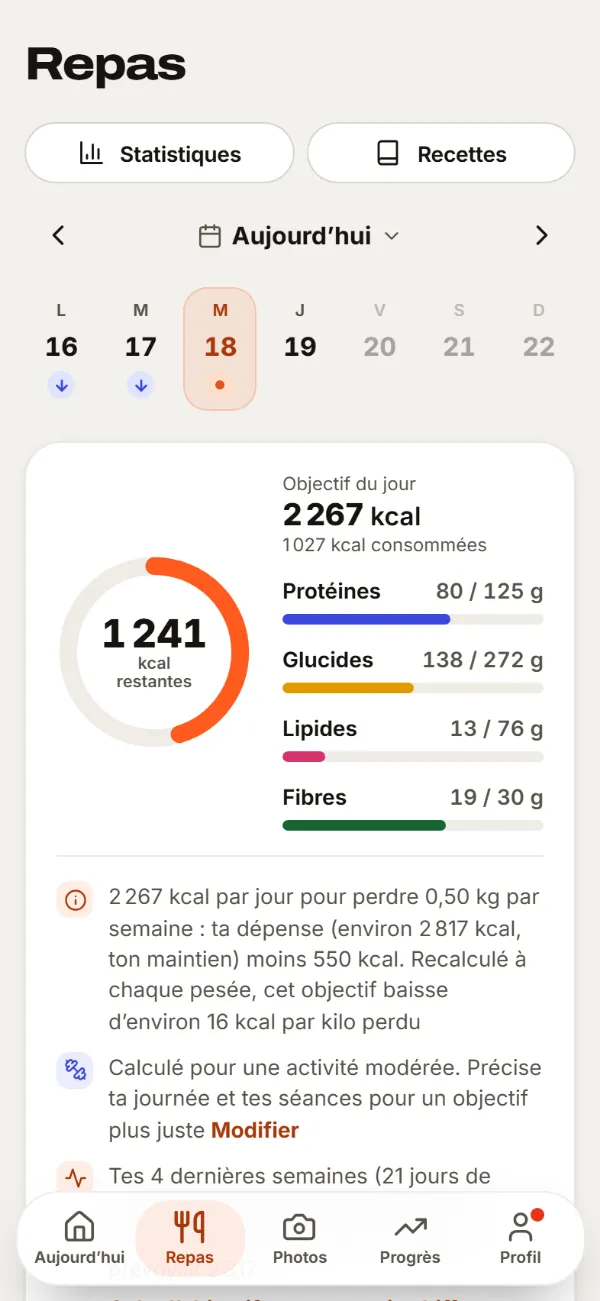 Repas
Statistiques
Recettes
Aujourd’hui
L M M J V S D
16 17 18 19 20 21 22
Objectif du jour
2 267 kcal
1 027 kcal consommées
1 241
kcal
restantes
Protéines 80 / 125 g
Glucides 138 / 272 g
Lipides 13 / 76 g
Fibres 19 / 30 g
2 267 kcal par jour pour perdre 0,50 kg par
semaine : ta dépense (environ 2 817 kcal,
ton maintien) moins 550 kcal. Recalculé à
chaque pesée, cet objectif baisse
d’environ 16 kcal par kilo perdu
Calculé pour une activité modérée. Précise
ta journée et tes séances pour un objectif
plus juste Modifier
Tes 4 dernières semaines (21 jours de
Aujourd’hui
Repas
Photos
Progrès
Profil